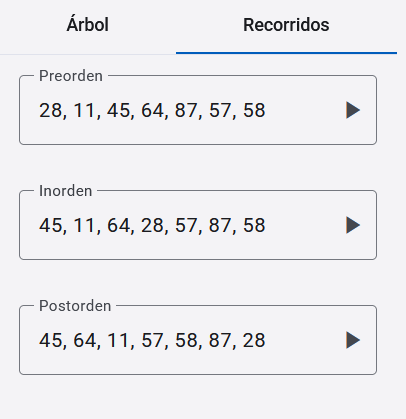 Árbol Recorridos
Preorden
28, 11, 45, 64, 87, 57, 58
Inorden
45, 11, 64, 28, 57, 87, 58
Postorden
45, 64, 11, 57, 58, 87, 28